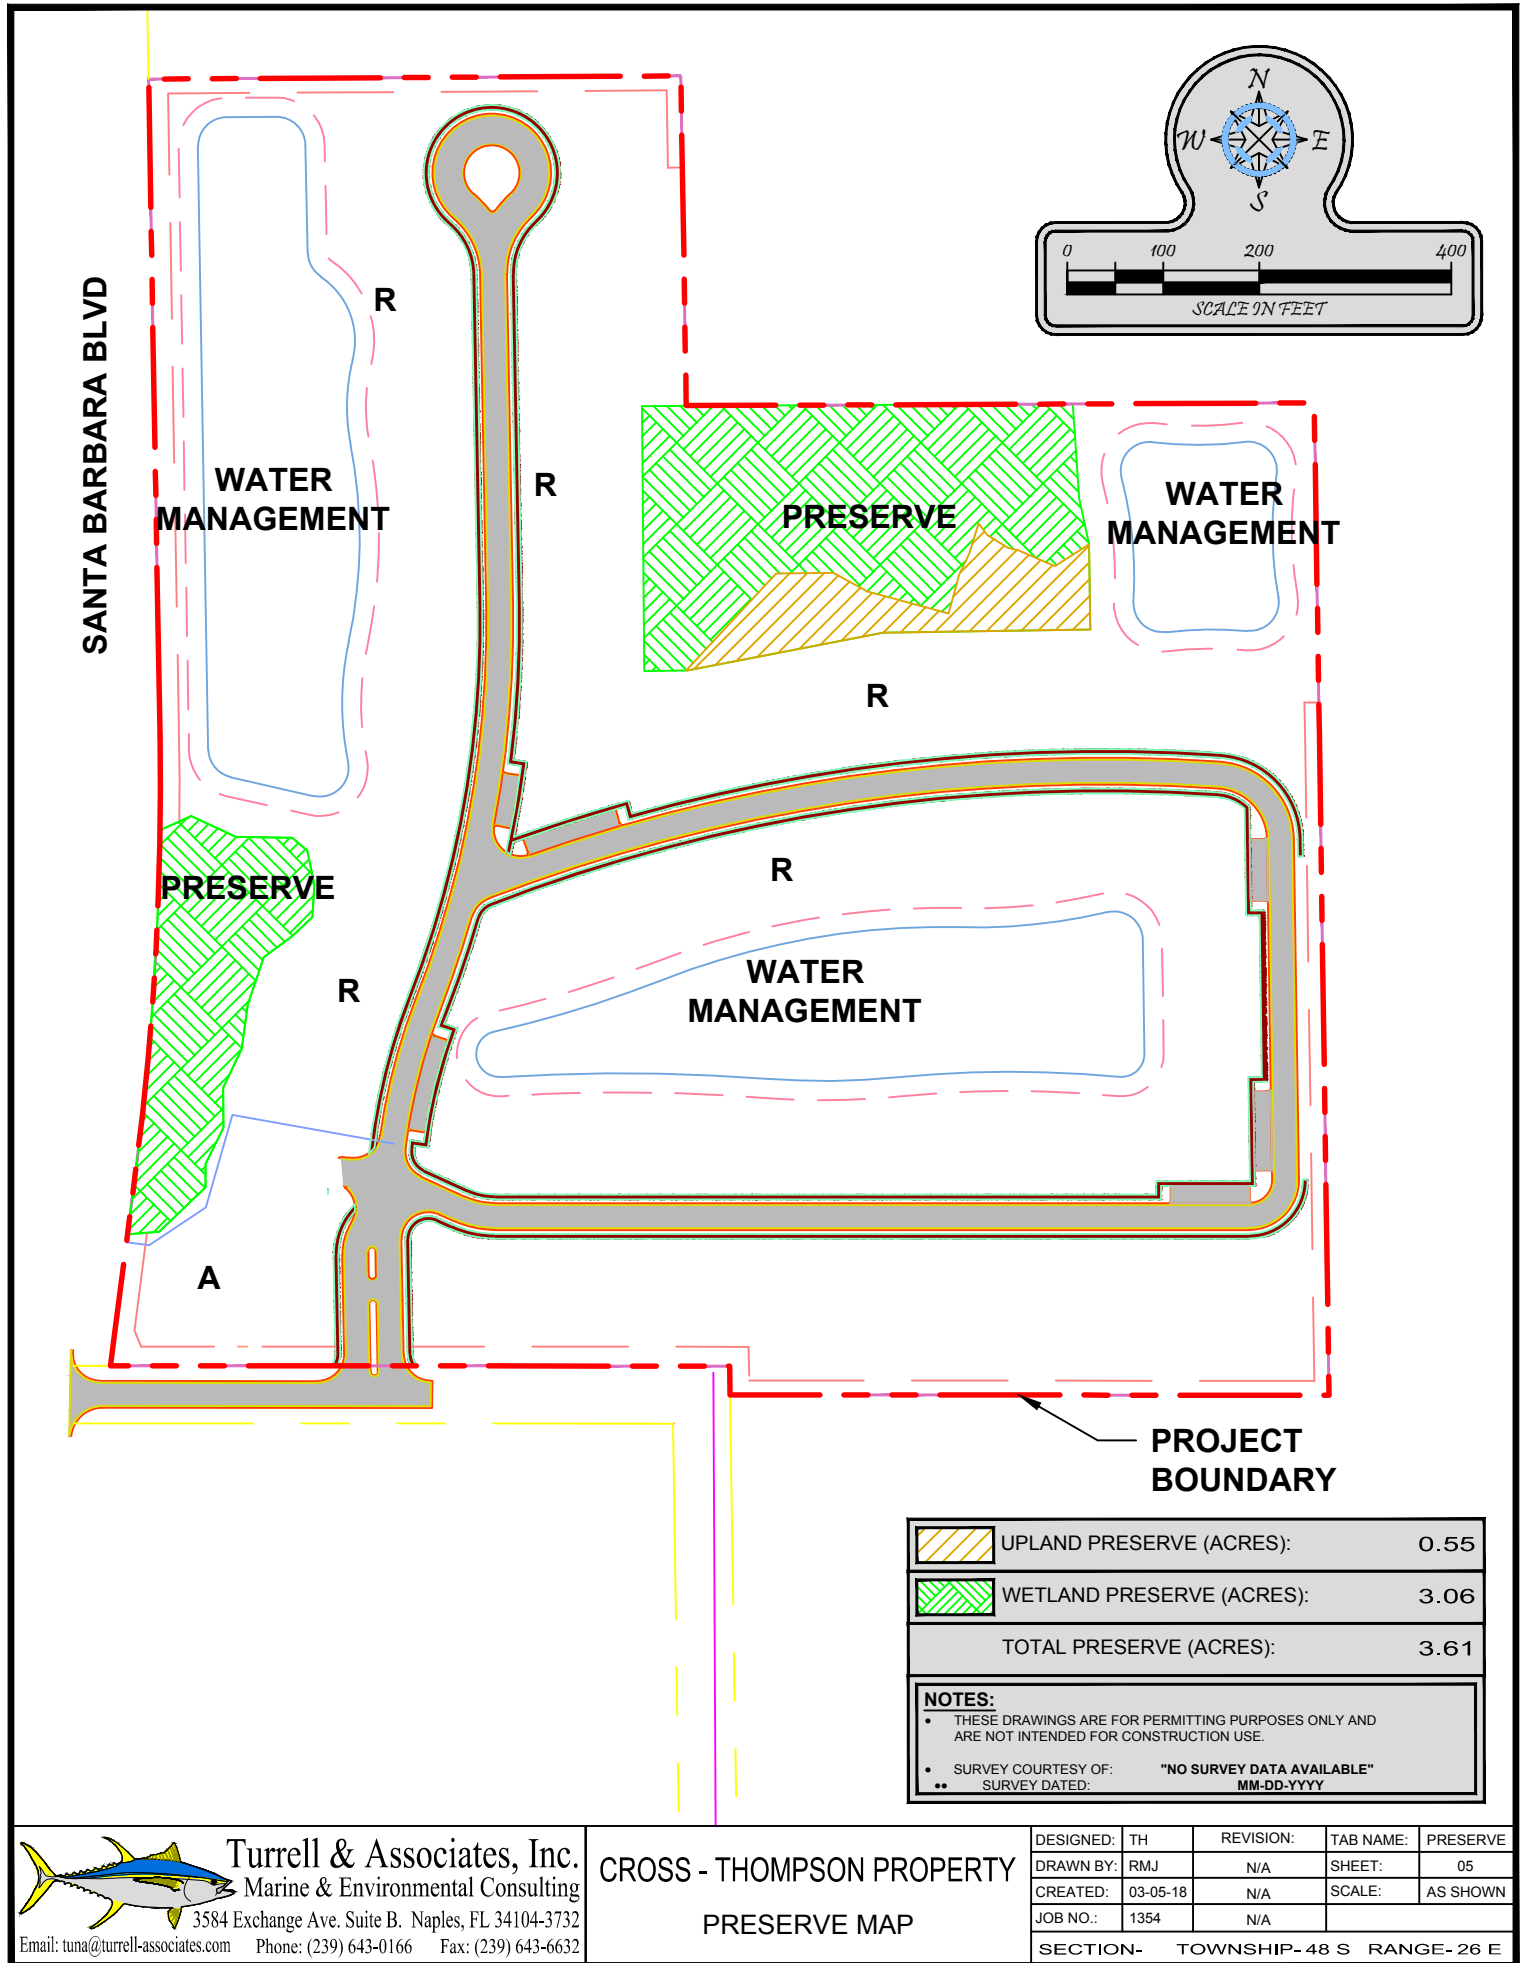 N
W
E
S
0 100 200 400
SCALE IN FEET
SANTA BARBARA BLVD
R
WATER
MANAGEMENT
R
PRESERVE
WATER
MANAGEMENT
R
R
PRESERVE
R
WATER
MANAGEMENT
A
PROJECT
BOUNDARY
UPLAND PRESERVE (ACRES): 0.55
WETLAND PRESERVE (ACRES): 3.06
TOTAL PRESERVE (ACRES): 3.61
NOTES:
• THESE DRAWINGS ARE FOR PERMITTING PURPOSES ONLY AND
ARE NOT INTENDED FOR CONSTRUCTION USE.
• SURVEY COURTESY OF: "NO SURVEY DATA AVAILABLE"
•• SURVEY DATED: MM-DD-YYYY
Turrell & Associates, Inc.
Marine & Environmental Consulting
3584 Exchange Ave. Suite B. Naples, FL 34104-3732
Email: tuna@turrell-associates.com Phone: (239) 643-0166 Fax: (239) 643-6632
CROSS - THOMPSON PROPERTY
PRESERVE MAP
DESIGNED: TH REVISION: TAB NAME: PRESERVE
DRAWN BY: RMJ N/A SHEET: 05
CREATED: 03-05-18 N/A SCALE: AS SHOWN
JOB NO.: 1354 N/A
SECTION- TOWNSHIP- 48 S RANGE- 26 E